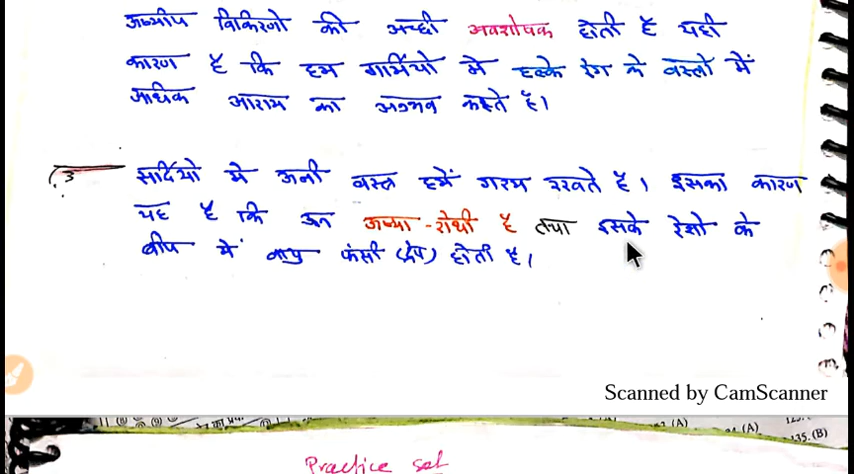 ऊष्मीय विकिरणो की अच्छी अवशोषक होती है यही
कारण है कि हम गर्मियो मे हल्के रंग के वस्त्रो में
अधिक आराम का अनुभव करते है।
(3 सर्दियो मे ऊनी वस्त्र हमें गरम रखते है। इसका कारण
यह है कि ऊन ऊष्मा-रोधी है तथा इसके रेशो के
बीच में वायु फंसी (ट्रैप) होती है।
Scanned by CamScanner
(A)
(A)
135.(B)
Practice set